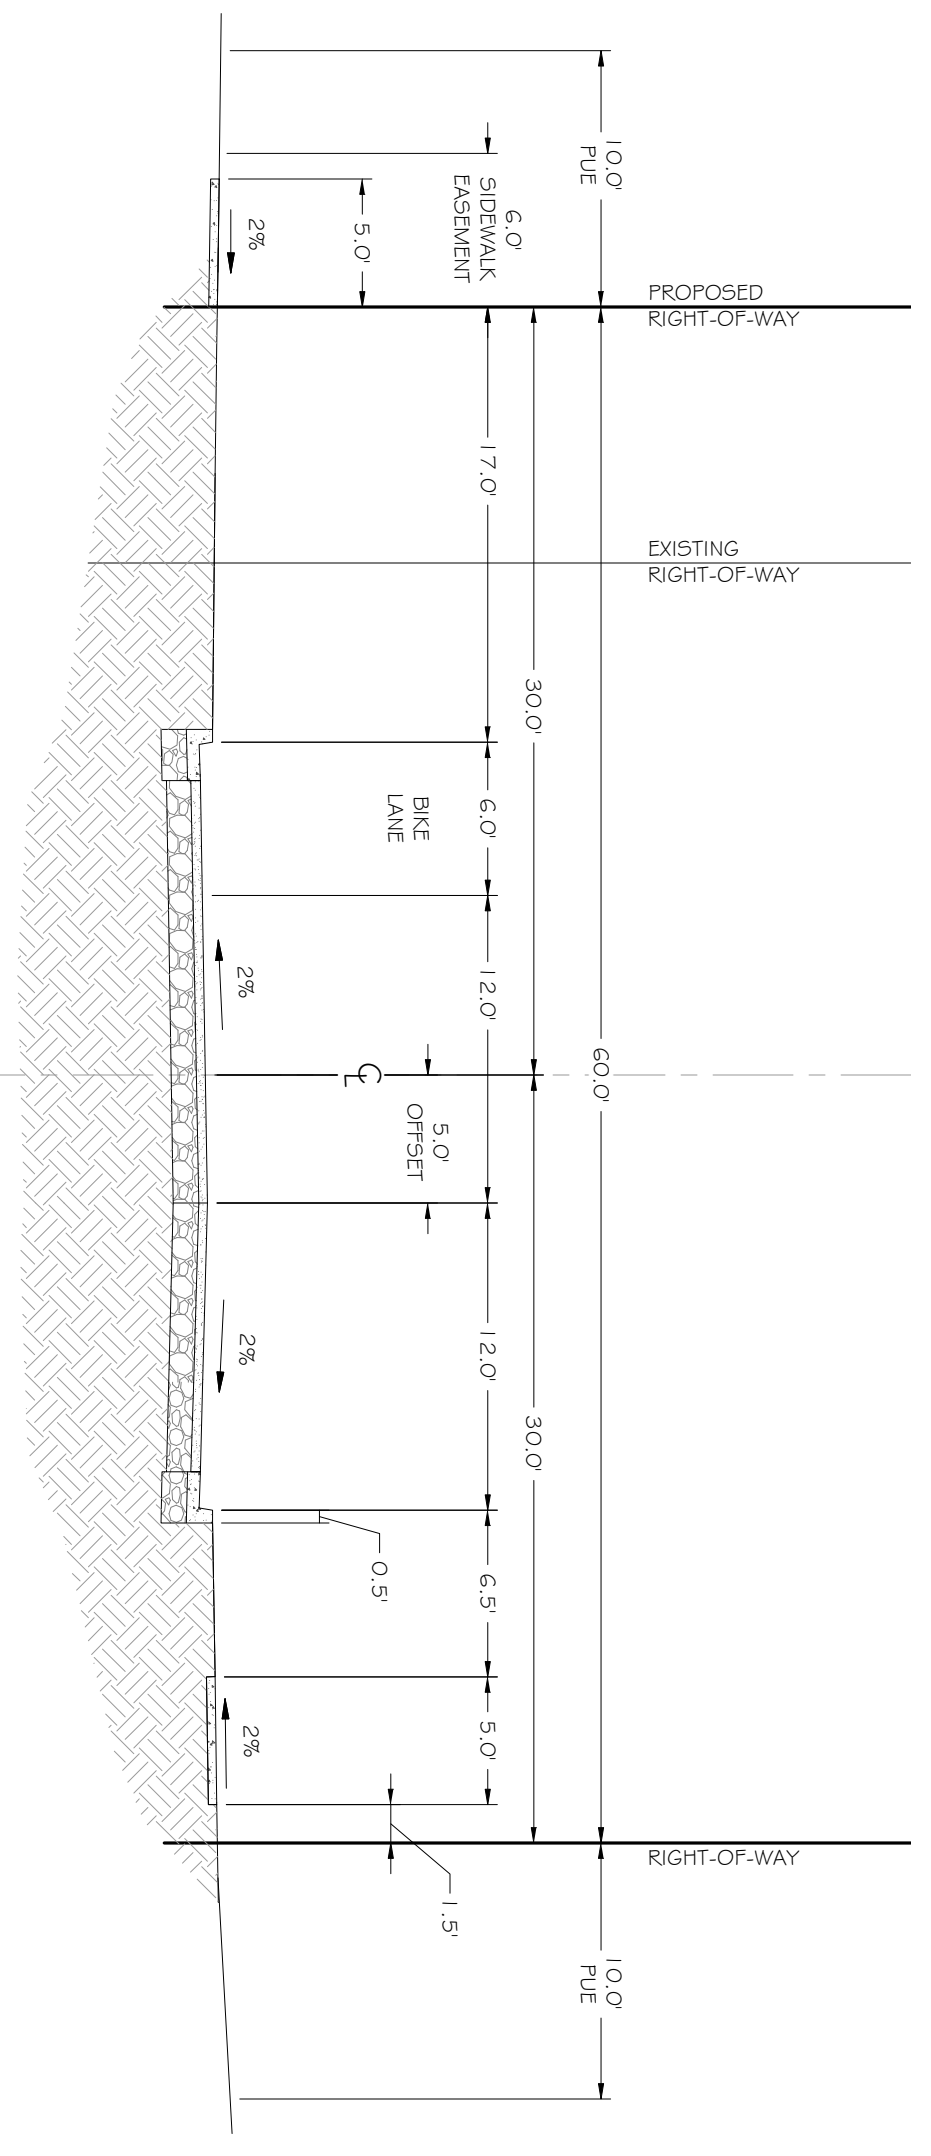 10.0'
PUE
6.0'
SIDEWALK
EASEMENT
5.0'
2%
PROPOSED
RIGHT-OF-WAY
17.0'
EXISTING
RIGHT-OF-WAY
30.0'
6.0'
BIKE
LANE
12.0'
2%
60.0'
CL
5.0'
OFFSET
12.0'
2%
30.0'
0.5'
6.5'
5.0'
2%
RIGHT-OF-WAY
1.5'
10.0'
PUE